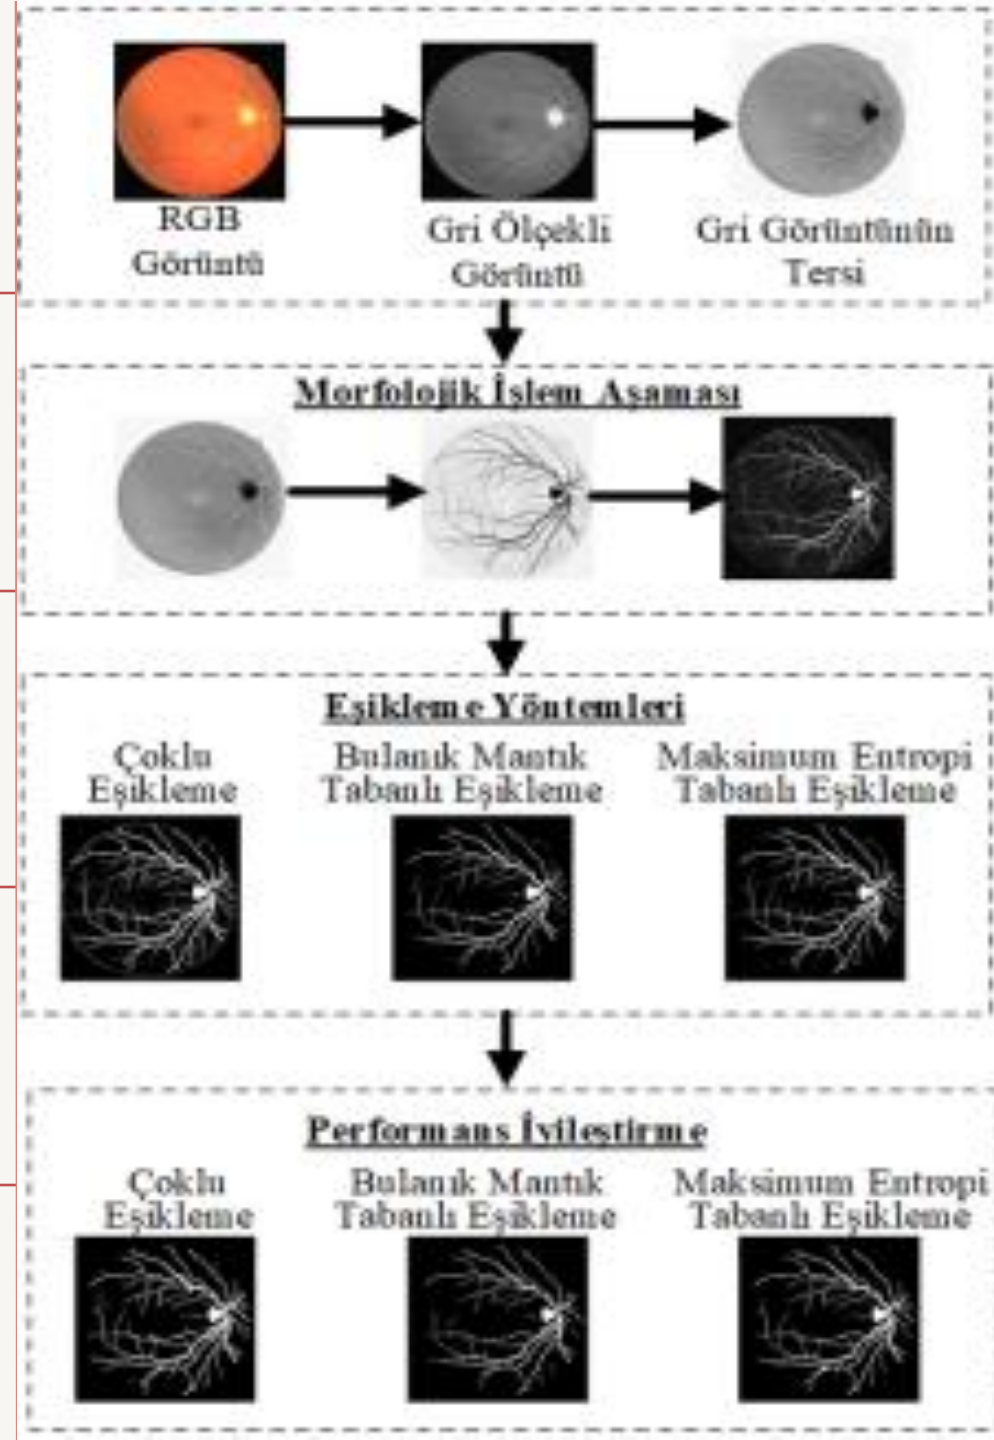 RGB
Görüntü
Gri Ölçekli
Görüntü
Gri Görüntünün
Tersi
Morfolojik İşlem Aşaması
Eşikleme Yöntemleri
Çoklu
Eşikleme
Bulanık Mantık
Tabanlı Eşikleme
Maksimum Entropi
Tabanlı Eşikleme
Performans İyileştirme
Çoklu
Eşikleme
Bulanık Mantık
Tabanlı Eşikleme
Maksimum Entropi
Tabanlı Eşikleme